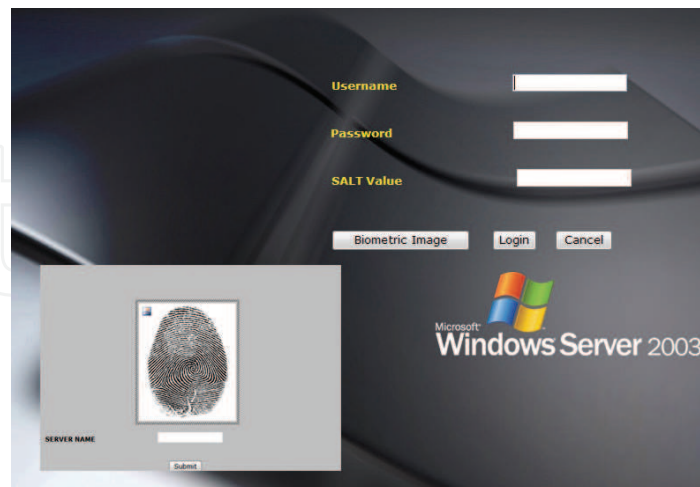 Username
Password
SALT Value
Biometric Image Login Cancel
Microsoft
Windows Server 2003
SERVER NAME
Submit